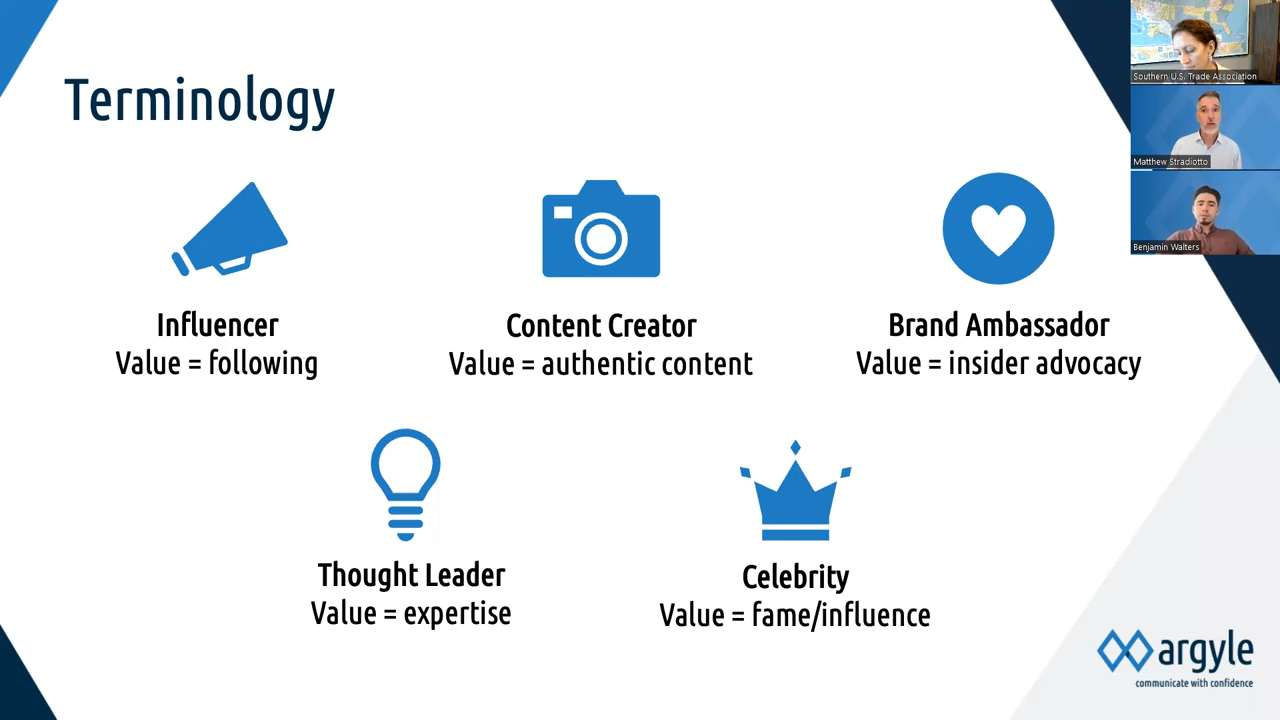 Terminology
Southern U.S. Trade Association
Matthew Stradiotto
Benjamin Walters
Influencer
Value = following
Content Creator
Value = authentic content
Brand Ambassador
Value = insider advocacy
Thought Leader
Value = expertise
Celebrity
Value = fame/influence
argyle
communicate with confidence